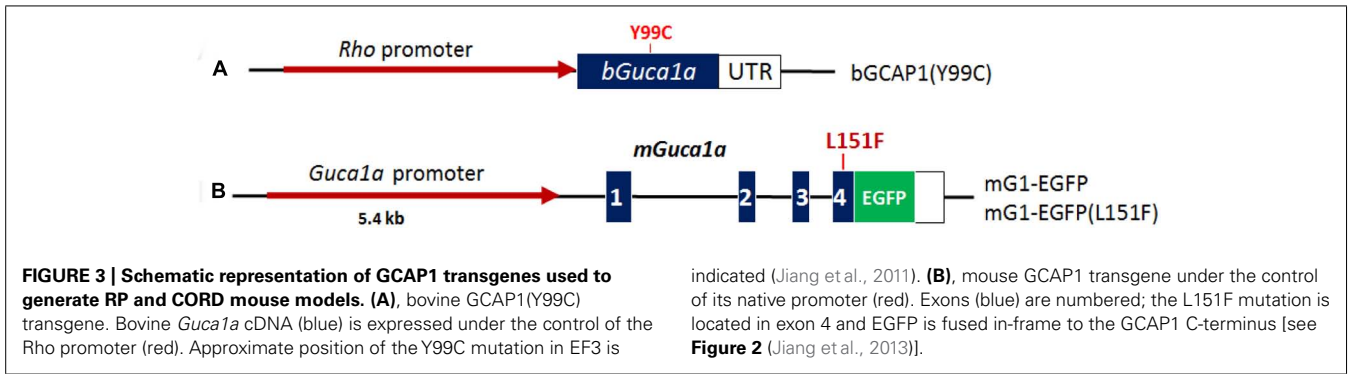 Y99C
Rho promoter
A
bGuca1a
UTR
bGCAP1(Y99C)
L151F
mGuca1a
Guca1a promoter
B
1
2
3
4
EGFP
mG1-EGFP
mG1-EGFP(L151F)
5.4 kb
FIGURE 3 | Schematic representation of GCAP1 transgenes used to
generate RP and CORD mouse models. (A), bovine GCAP1(Y99C)
transgene. Bovine Guca1a cDNA (blue) is expressed under the control of the
Rho promoter (red). Approximate position of the Y99C mutation in EF3 is
indicated (Jiang et al., 2011). (B), mouse GCAP1 transgene under the control
of its native promoter (red). Exons (blue) are numbered; the L151F mutation is
located in exon 4 and EGFP is fused in-frame to the GCAP1 C-terminus [see
Figure 2 (Jiang et al., 2013)].